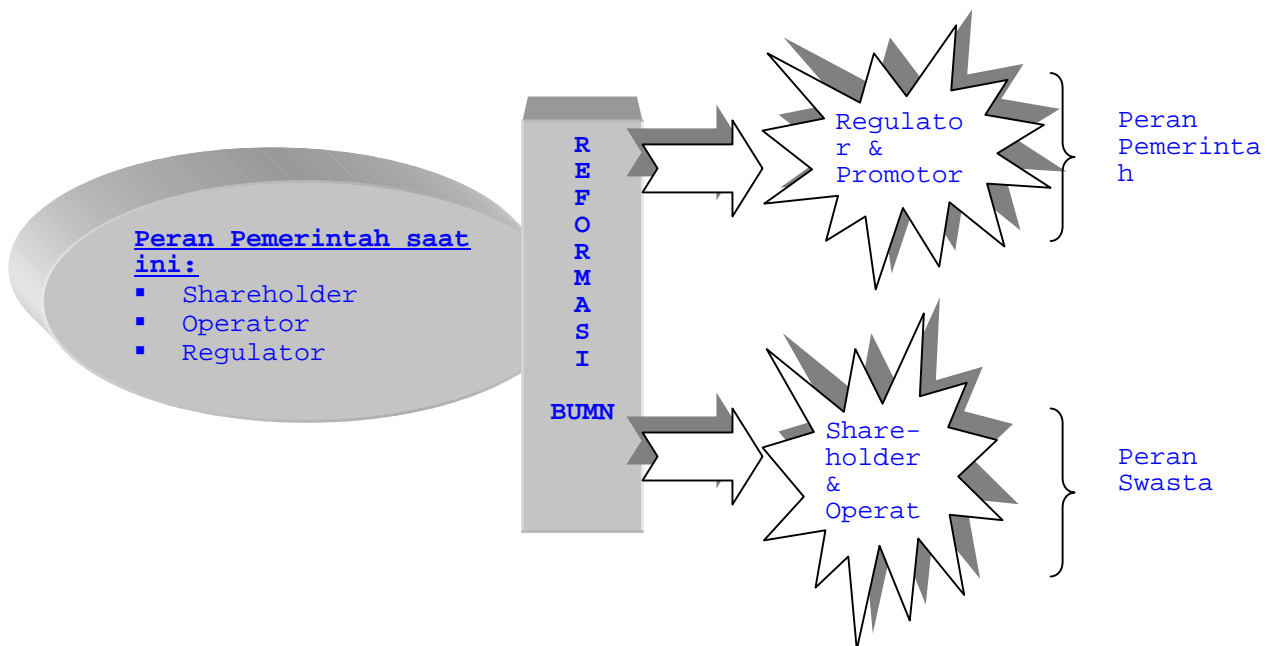 Peran Pemerintah saat
ini:
▪ Shareholder
▪ Operator
▪ Regulator
R
E
F
O
R
M
A
S
I
BUMN
Regulato
r &
Promotor
Peran
Pemerinta
h
Share-
holder
&
Operat
Peran
Swasta